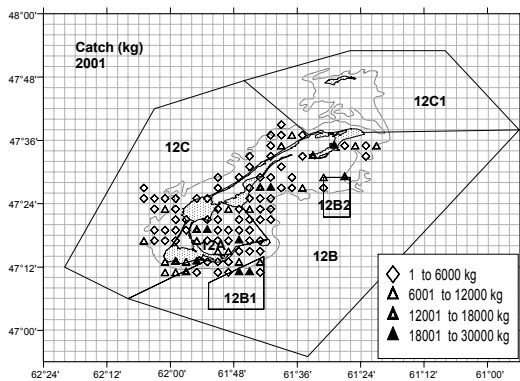 48° 00'
Catch (kg)
2001
47° 48'
12C1
47° 36'
12C
47° 24'
12B2
12A
12B
47° 12'
12B1
1 to 6000 kg
6001 to 12000 kg
12001 to 18000 kg
18001 to 30000 kg
47° 00'
62° 24' 62° 12' 62° 00' 61° 48' 61° 36' 61° 24' 61° 12' 61° 00'